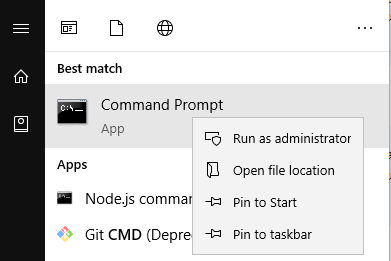 Best match
Command Prompt
App
Run as administrator
Open file location
Pin to Start
Pin to taskbar
Apps
Node.js comman
Git CMD (Depre